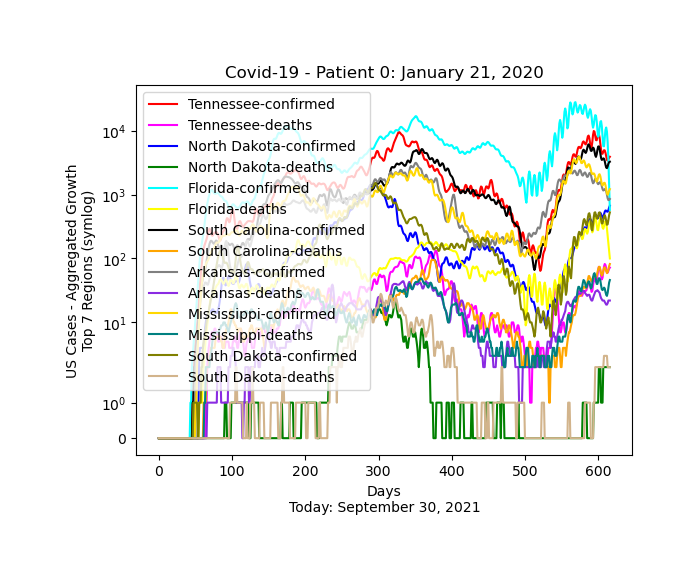 Covid-19 - Patient 0: January 21, 2020
US Cases - Aggregated Growth
Top 7 Regions (symlog)
10^4
10^3
10^2
10^1
10^0
0
Tennessee-confirmed
Tennessee-deaths
North Dakota-confirmed
North Dakota-deaths
Florida-confirmed
Florida-deaths
South Carolina-confirmed
South Carolina-deaths
Arkansas-confirmed
Arkansas-deaths
Mississippi-confirmed
Mississippi-deaths
South Dakota-confirmed
South Dakota-deaths
0 100 200 300 400 500 600
Days
Today: September 30, 2021